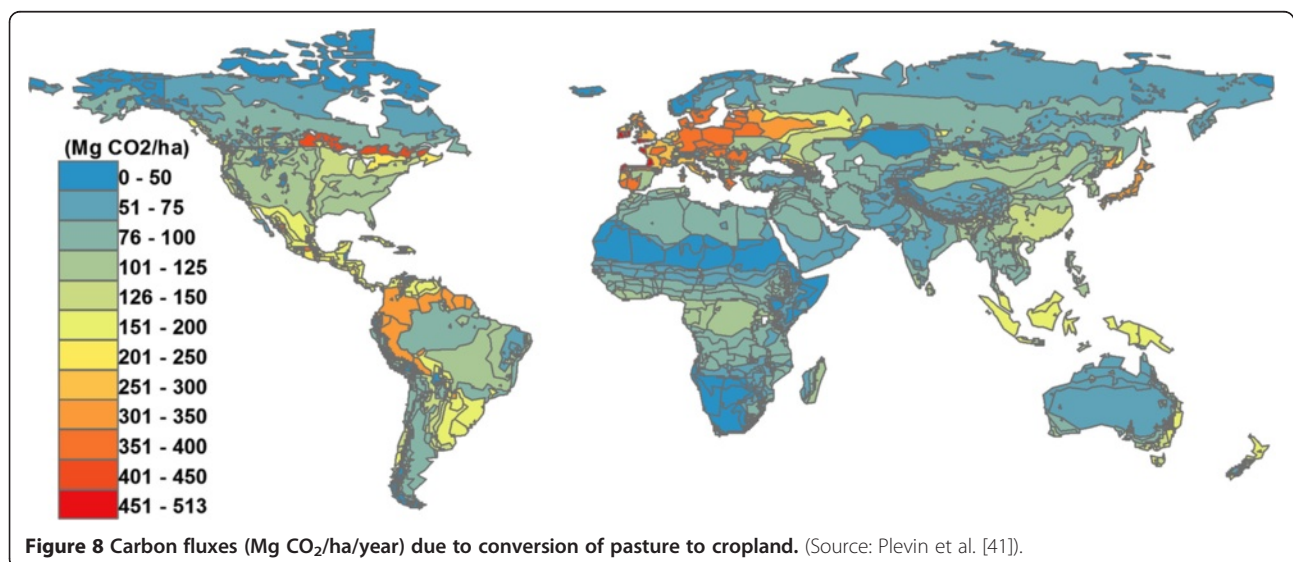 (Mg CO2/ha)
0 - 50
51 - 75
76 - 100
101 - 125
126 - 150
151 - 200
201 - 250
251 - 300
301 - 350
351 - 400
401 - 450
451 - 513
Figure 8 Carbon fluxes (Mg CO₂/ha/year) due to conversion of pasture to cropland. (Source: Plevin et al. [41]).